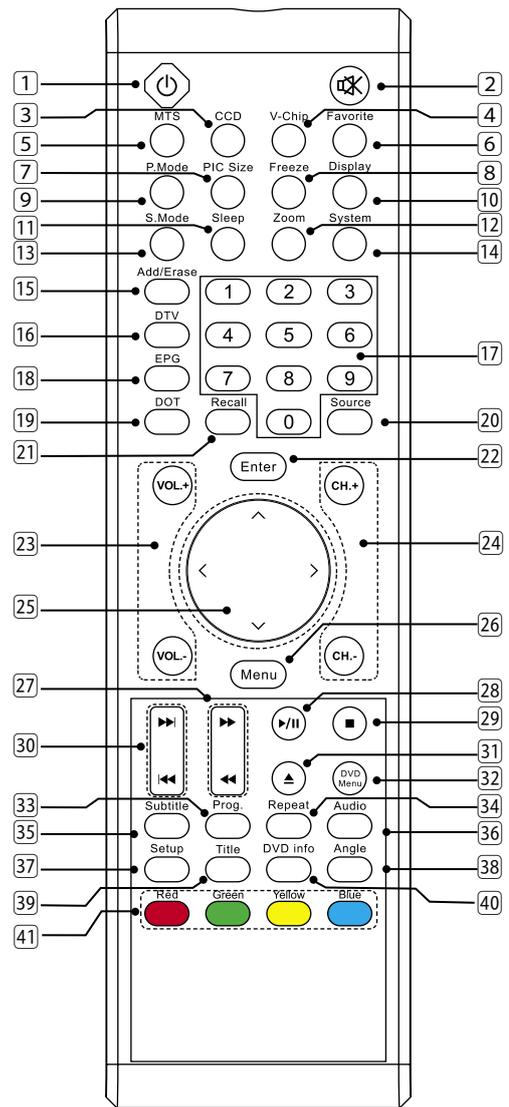 1 2
3 4
MTS CCD V-Chip Favorite
5 6
7 8
P.Mode PIC Size Freeze Display
9 10
11 12
S.Mode Sleep Zoom System
13 14
Add/Erase
15 1 2 3
DTV
16 4 5 6
17
EPG
18 7 8 9
DOT Recall Source
19 0 20
21 22
Enter
VOL.+ CH.+
23 24
25
26
VOL.- CH.-
Menu
27 28
29
30 31
DVD
Menu
32
33 34
Subtitle Prog. Repeat Audio
35 36
Setup Title DVD info Angle
37 38
39 40
Red Green Yellow Blue
41